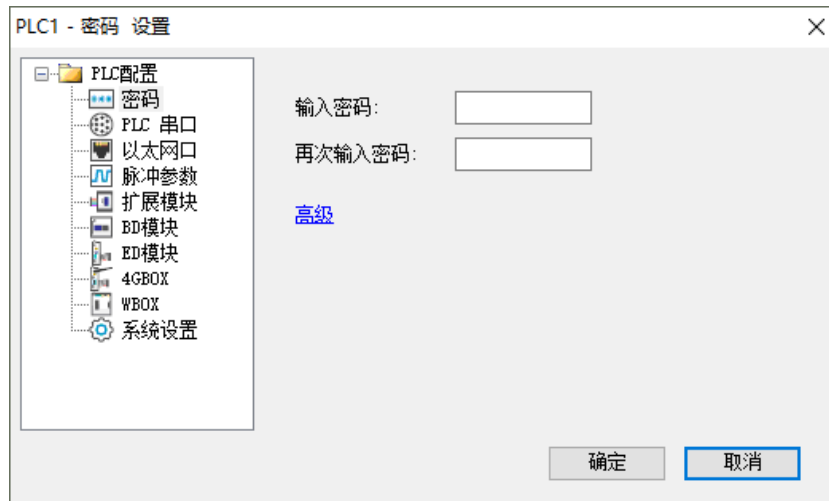 PLC1 - 密码 设置
PLC配置
密码
PLC 串口
以太网口
脉冲参数
扩展模块
BD模块
ED模块
4GBOX
WBOX
系统设置
输入密码:
再次输入密码:
高级
确定
取消